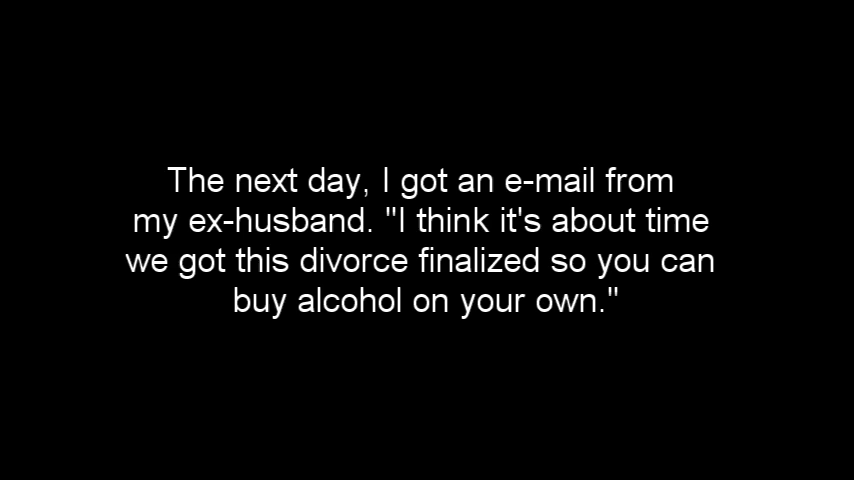 The next day, I got an e-mail from
my ex-husband. "I think it's about time
we got this divorce finalized so you can
buy alcohol on your own."